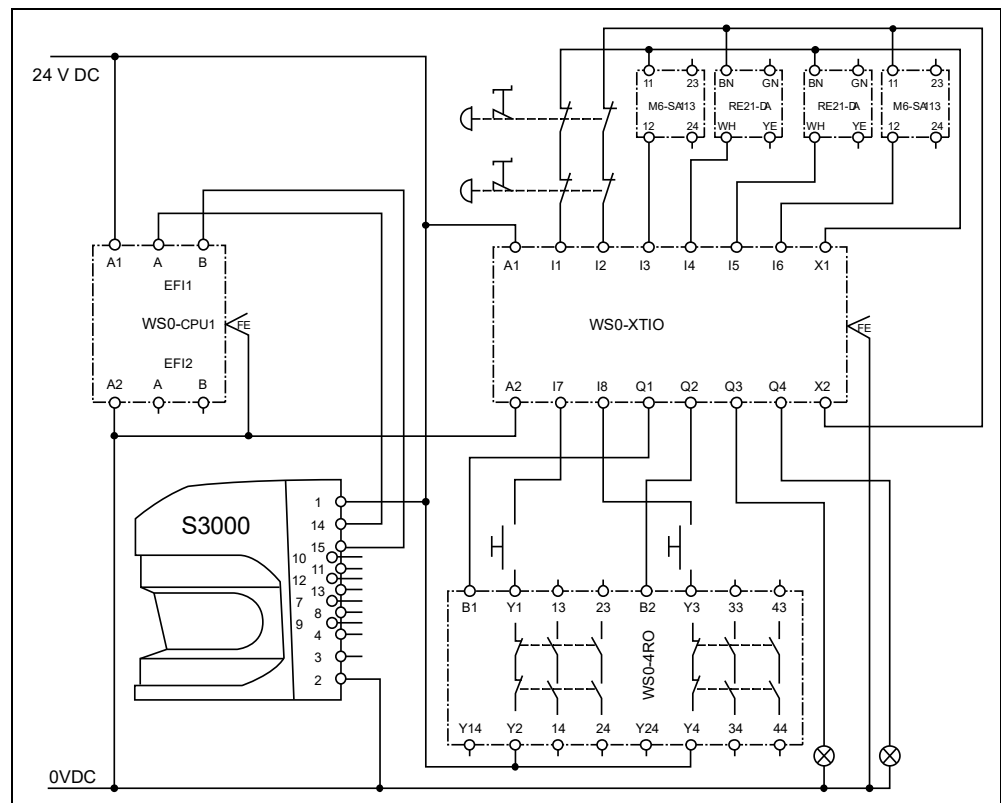 24 V DC
11 23 BN GN BN GN 11 23
M6-SA113 RE21-DA RE21-DA M6-SA113
12 24 WH YE WH YE 12 24
A1 A B
EFI1
WS0-CPU1 FE
EFI2
A2 A B
A1 I1 I2 I3 I4 I5 I6 X1
WS0-XTIO FE
A2 I7 I8 Q1 Q2 Q3 Q4 X2
S3000
1
14
15
10
11
12
13
7
8
9
4
3
2
B1 Y1 13 23 B2 Y3 33 43
WS0-4RO
Y14 Y2 14 24 Y24 Y4 34 44
0VDC